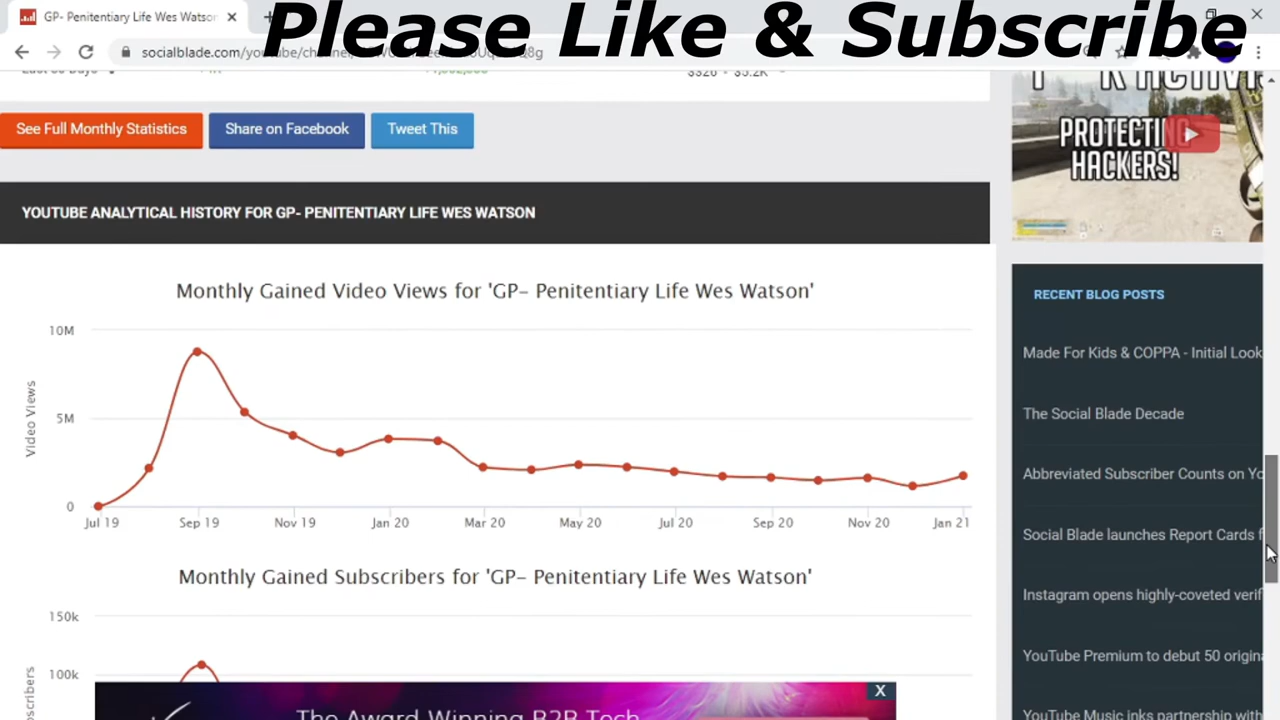 GP- Penitentiary Life Wes Watson
Please Like & Subscribe
socialblade.com/youtube/channel/
Last 30 Days
$326 - $5.2K
See Full Monthly Statistics
Share on Facebook
Tweet This
PROTECTING
HACKERS!
YOUTUBE ANALYTICAL HISTORY FOR GP- PENITENTIARY LIFE WES WATSON
Monthly Gained Video Views for 'GP- Penitentiary Life Wes Watson'
10M
5M
0
Video Views
Jul 19 Sep 19 Nov 19 Jan 20 Mar 20 May 20 Jul 20 Sep 20 Nov 20 Jan 21
Monthly Gained Subscribers for 'GP- Penitentiary Life Wes Watson'
150k
100k
The Award Winning B2B Tech
X
RECENT BLOG POSTS
Made For Kids & COPPA - Initial Look
The Social Blade Decade
Abbreviated Subscriber Counts on Yo
Social Blade launches Report Cards f
Instagram opens highly-coveted verif
YouTube Premium to debut 50 origina
YouTube Music inks partnership with